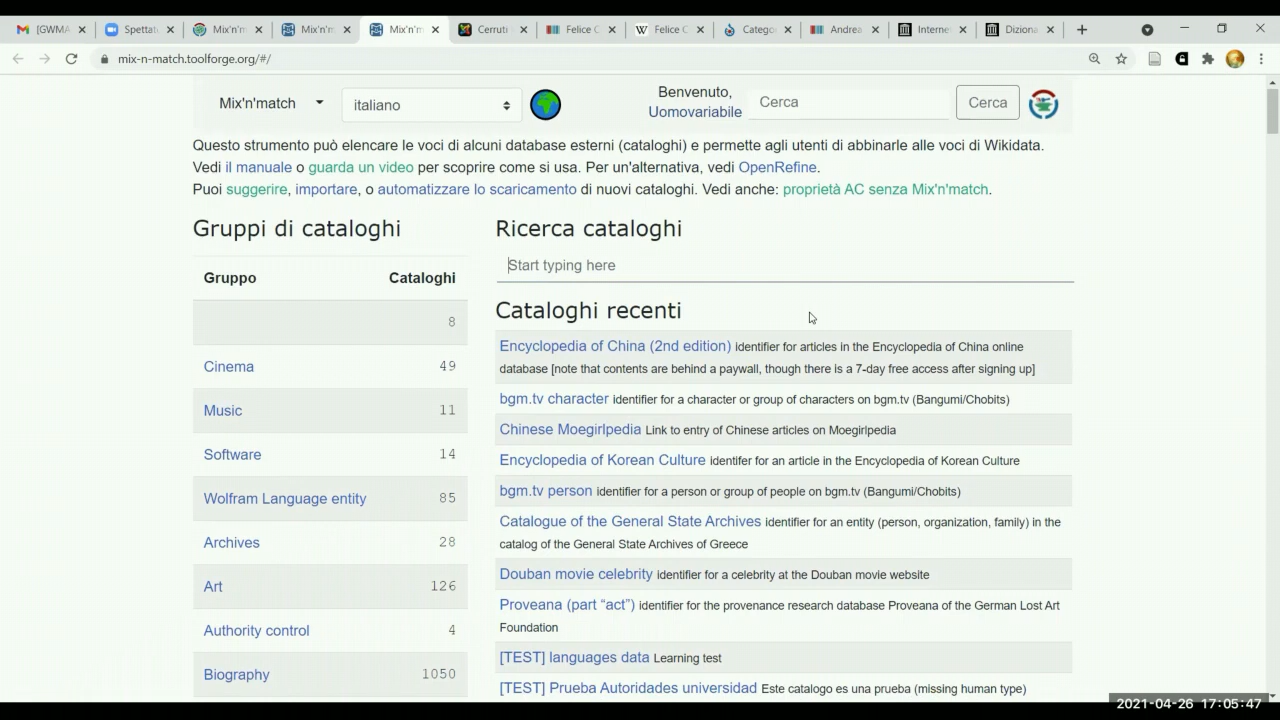 [GWMA
Spettat
Mix'n'm
Mix'n'm
Mix'n'm
Cerruti
Felice C
Felice C
Catego
Andrea
Interne
Diziona
mix-n-match.toolforge.org/#/
Mix'n'match
italiano
Benvenuto,
Uomovariabile
Cerca
Cerca
Questo strumento può elencare le voci di alcuni database esterni (cataloghi) e permette agli utenti di abbinarle alle voci di Wikidata.
Vedi il manuale o guarda un video per scoprire come si usa. Per un'alternativa, vedi OpenRefine.
Puoi suggerire, importare, o automatizzare lo scaricamento di nuovi cataloghi. Vedi anche: proprietà AC senza Mix'n'match.
Gruppi di cataloghi
Gruppo Cataloghi
8
Cinema 49
Music 11
Software 14
Wolfram Language entity 85
Archives 28
Art 126
Authority control 4
Biography 1050
Ricerca cataloghi
Start typing here
Cataloghi recenti
Encyclopedia of China (2nd edition) identifier for articles in the Encyclopedia of China online
database [note that contents are behind a paywall, though there is a 7-day free access after signing up]
bgm.tv character identifier for a character or group of characters on bgm.tv (Bangumi/Chobits)
Chinese Moegirlpedia Link to entry of Chinese articles on Moegirlpedia
Encyclopedia of Korean Culture identifer for an article in the Encyclopedia of Korean Culture
bgm.tv person identifier for a person or group of people on bgm.tv (Bangumi/Chobits)
Catalogue of the General State Archives identifier for an entity (person, organization, family) in the
catalog of the General State Archives of Greece
Douban movie celebrity identifier for a celebrity at the Douban movie website
Proveana (part “act”) identifier for the provenance research database Proveana of the German Lost Art
Foundation
[TEST] languages data Learning test
[TEST] Prueba Autoridades universidad Este catalogo es una prueba (missing human type)
2021-04-26 17:05:47